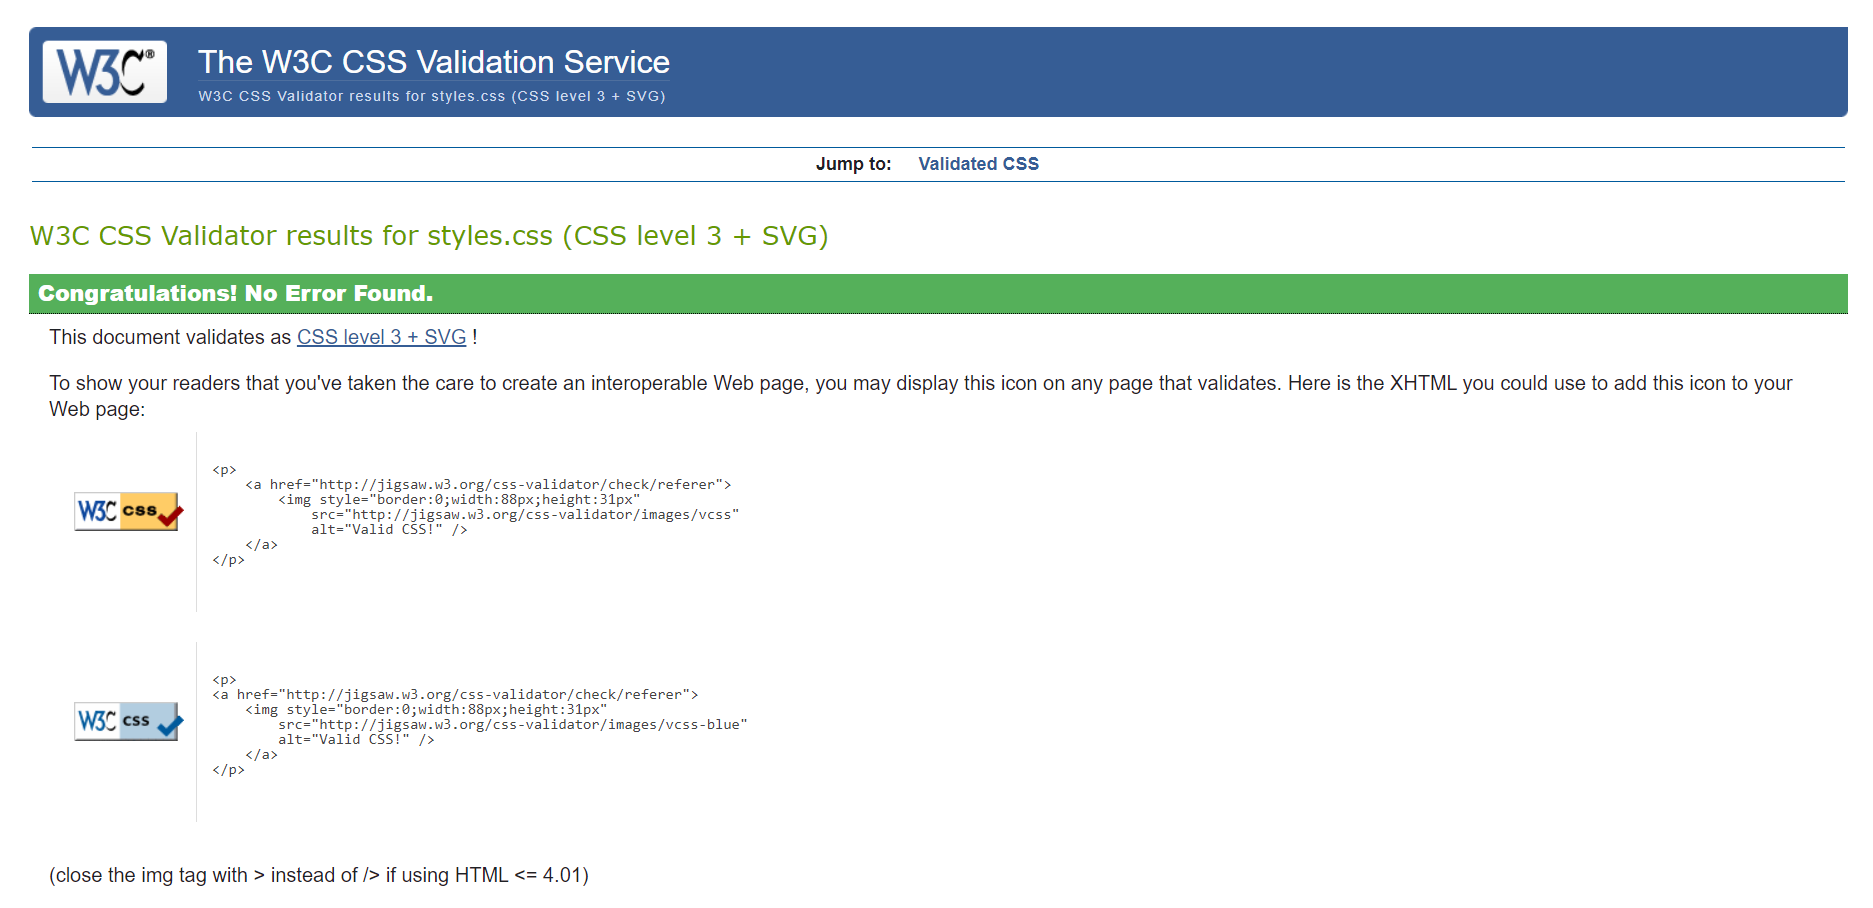 W3C®
The W3C CSS Validation Service
W3C CSS Validator results for styles.css (CSS level 3 + SVG)
Jump to: Validated CSS
W3C CSS Validator results for styles.css (CSS level 3 + SVG)
Congratulations! No Error Found.
This document validates as CSS level 3 + SVG !
To show your readers that you've taken the care to create an interoperable Web page, you may display this icon on any page that validates. Here is the XHTML you could use to add this icon to your
Web page:
W3C css
<p>
    <a href="http://jigsaw.w3.org/css-validator/check/referer">
        <img style="border:0;width:88px;height:31px"
            src="http://jigsaw.w3.org/css-validator/images/vcss"
            alt="Valid CSS!" />
    </a>
</p>
W3C css
<p>
<a href="http://jigsaw.w3.org/css-validator/check/referer">
    <img style="border:0;width:88px;height:31px"
        src="http://jigsaw.w3.org/css-validator/images/vcss-blue"
        alt="Valid CSS!" />
    </a>
</p>
(close the img tag with > instead of /> if using HTML <= 4.01)